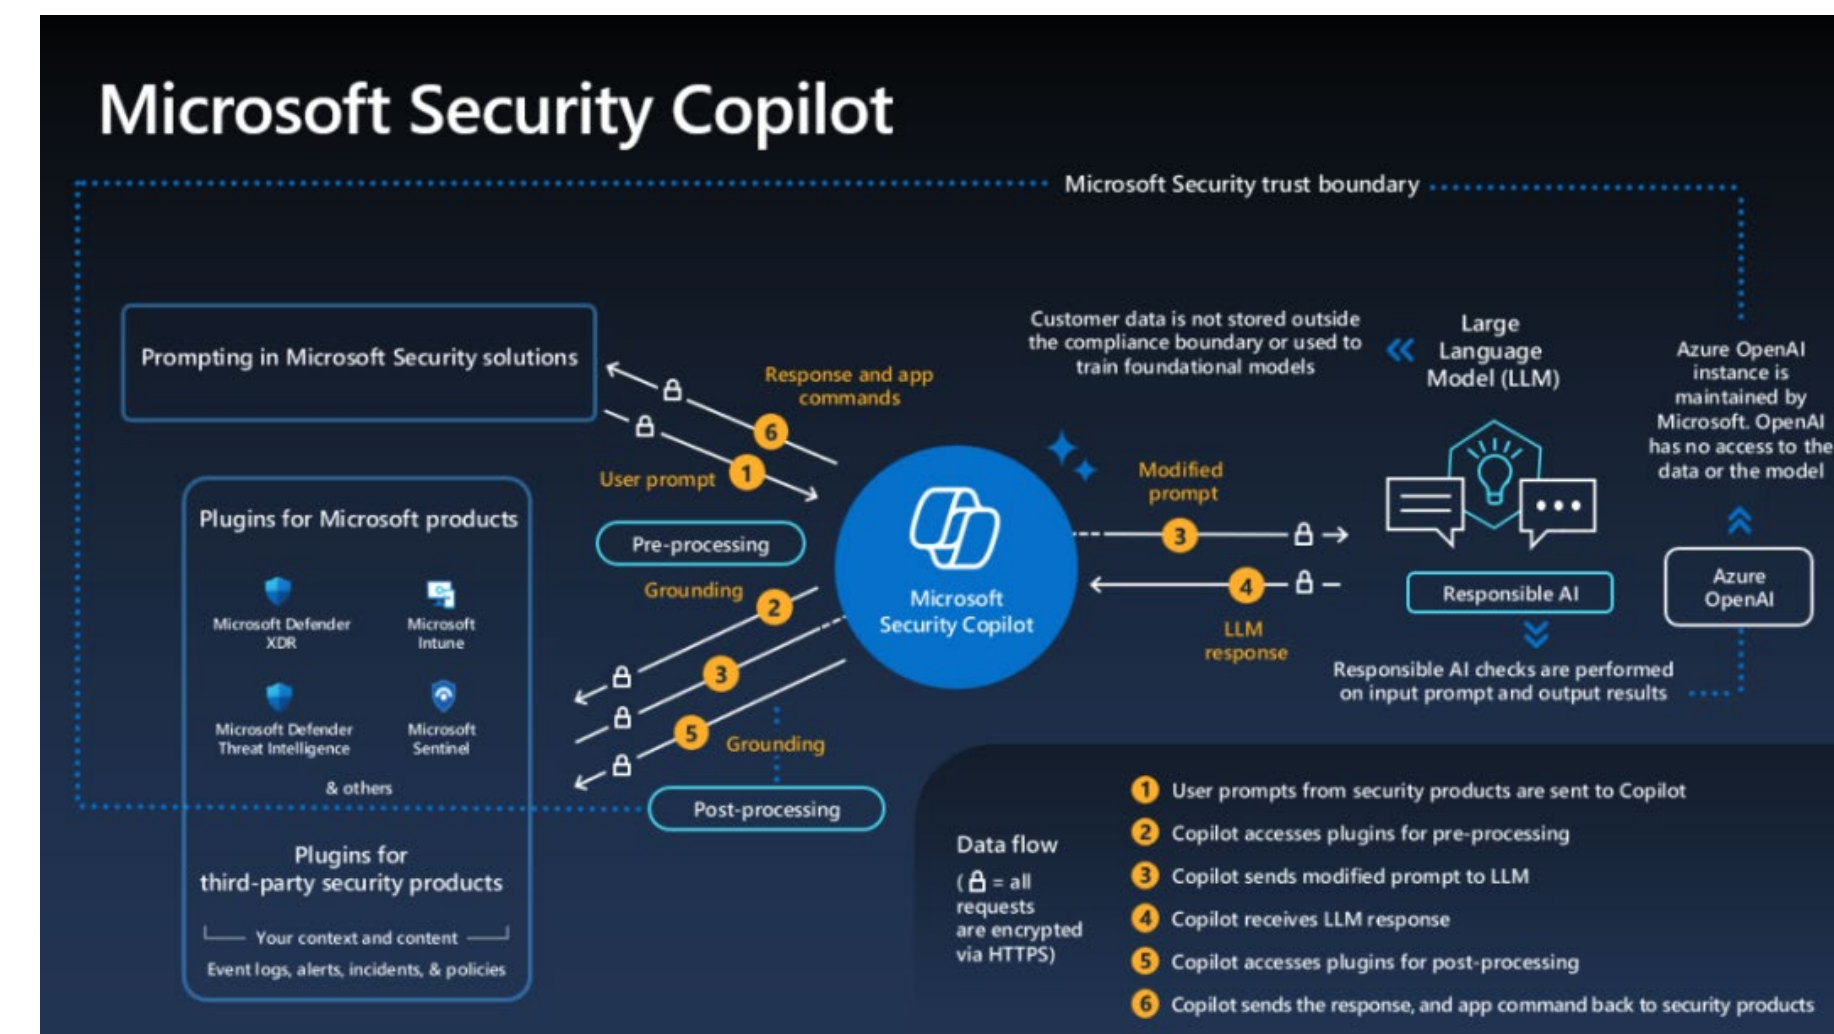 Microsoft Security Copilot
Microsoft Security trust boundary
Prompting in Microsoft Security solutions
Response and app
commands
6
1
User prompt
Pre-processing
Plugins for Microsoft products
Microsoft Defender
XDR
Microsoft
Intune
Microsoft Defender
Threat Intelligence
Microsoft
Sentinel
& others
Plugins for
third-party security products
Your context and content
Event logs, alerts, incidents, & policies
Grounding
2
3
5
Grounding
Post-processing
Microsoft
Security Copilot
Modified
prompt
3
4
LLM
response
Customer data is not stored outside
the compliance boundary or used to
train foundational models
Large
Language
Model (LLM)
Responsible AI
Responsible AI checks are performed
on input prompt and output results
Azure OpenAI
instance is
maintained by
Microsoft. OpenAI
has no access to the
data or the model
Azure
OpenAI
Data flow
( = all
requests
are encrypted
via HTTPS)
1 User prompts from security products are sent to Copilot
2 Copilot accesses plugins for pre-processing
3 Copilot sends modified prompt to LLM
4 Copilot receives LLM response
5 Copilot accesses plugins for post-processing
6 Copilot sends the response, and app command back to security products